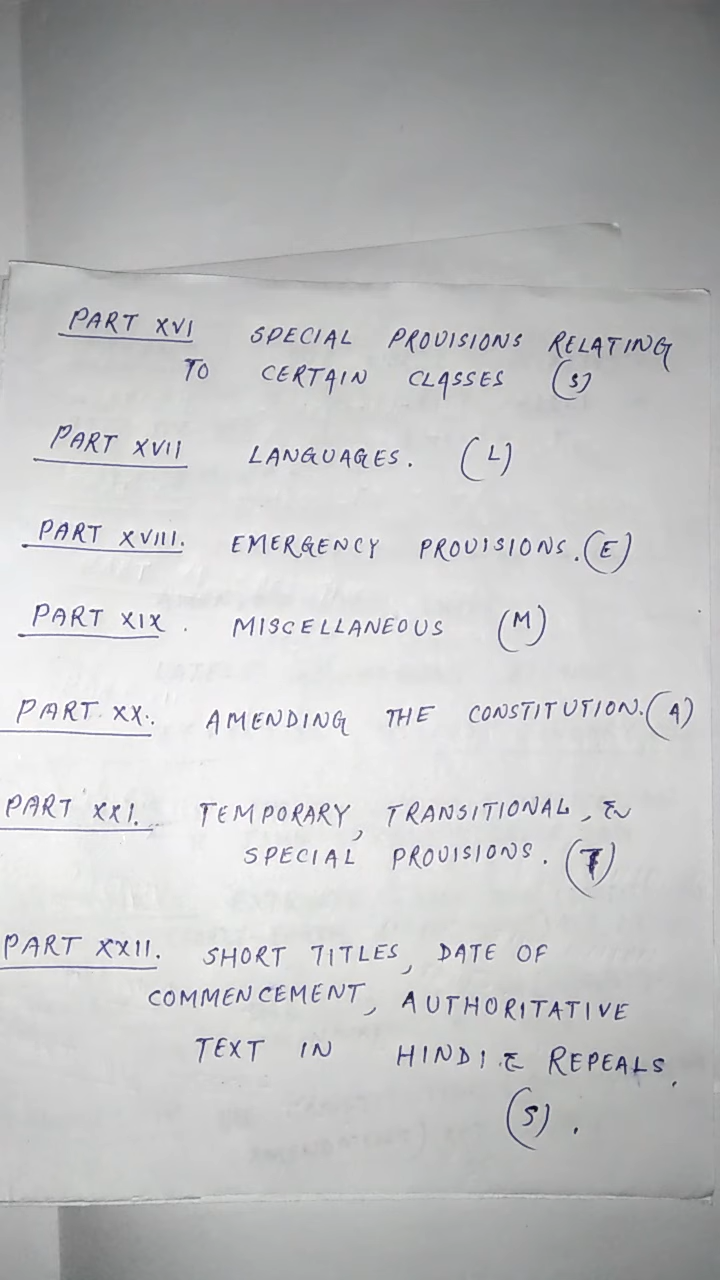 PART XVI SPECIAL PROVISIONS RELATING
TO CERTAIN CLASSES (S)
PART XVII LANGUAGES. (L)
PART XVIII. EMERGENCY PROVISIONS. (E)
PART XIX. MISCELLANEOUS (M)
PART XX. AMENDING THE CONSTITUTION. (A)
PART XXI. TEMPORARY, TRANSITIONAL, &
SPECIAL PROVISIONS. (T)
PART XXII. SHORT TITLES, DATE OF
COMMENCEMENT, AUTHORITATIVE
TEXT IN HINDI & REPEALS.
(S).